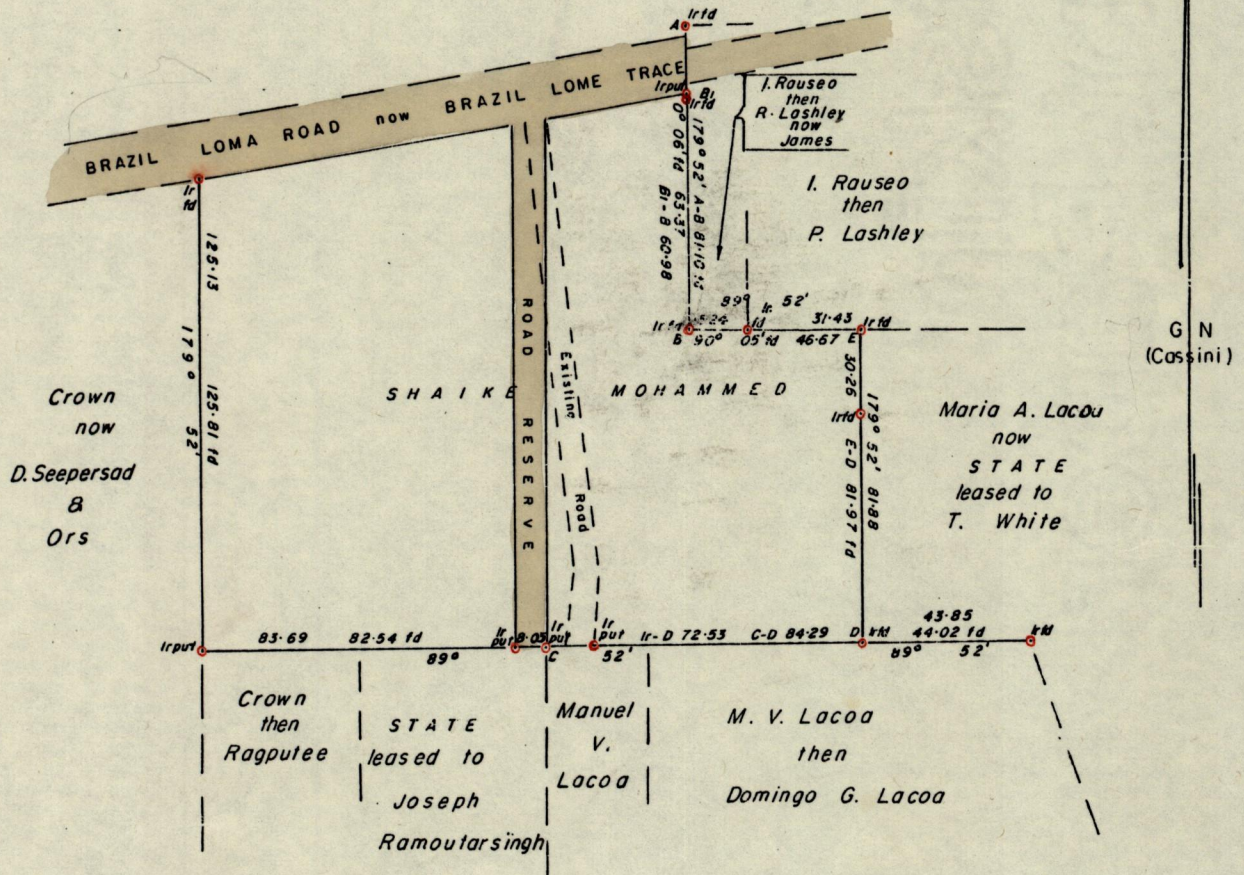 A Ir fd
BRAZIL LOMA ROAD now BRAZIL LOME TRACE
Ir put B1
Ir fd
I. Rauseo
then
R. Lashley
now
James
Ir
fd
0° 06' fd 63·37
B1-B 60·98
179° 52' A-B 81·10 fd
I. Rauseo
then
P. Lashley
125·13
179° 125·81 fd
52'
89° Ir. 52'
Ir fd fd 31·43 Ir fd
B 90° 05' fd 46·67 E
G N
(Cassini)
Crown
now
D. Seepersad
&
Ors
SHAIKE MOHAMMED
ROAD RESERVE
Existing
Road
30·26
Ir fd
179° 52' 81·88
E-D 81·97 fd
Maria A. Lacou
now
STATE
leased to
T. White
Ir put 83·69 82·54 fd Ir put 8·05 Ir put Ir put Ir-D 72·53 C-D 84·29 D Ir fd 43·85 Ir fd
89° C 52' 44·02 fd
89° 52'
Crown
then
Ragputee
STATE
leased to
Joseph
Ramoutarsingh
Manuel
V.
Lacoa
M. V. Lacoa
then
Domingo G. Lacoa